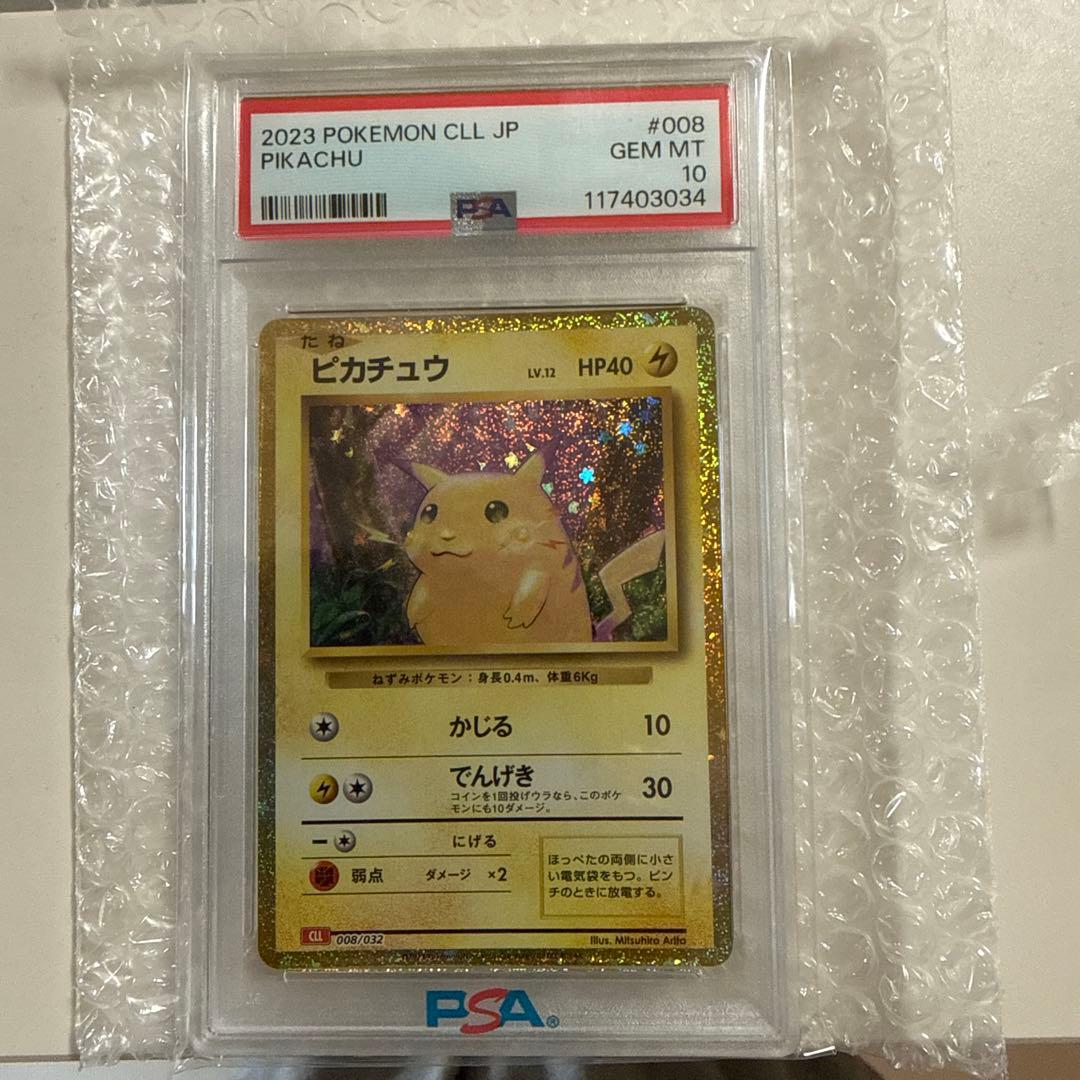 2023 POKEMON CLL JP
#008
PIKACHU
GEM MT
10
PSA
117403034
たね
ピカチュウ
LV.12
HP40
ねずみポケモン：身長0.4m、体重6Kg
かじる
10
でんげき
コインを1回投げウラなら、このポケ
モンにも10ダメージ。
30
にげる
弱点
ダメージ ×2
ほっぺたの両側に小さ
い電気袋をもつ。ピン
チのときに放電する。
CLL
008/032
Illus. Mitsuhiro Arita
PSA®